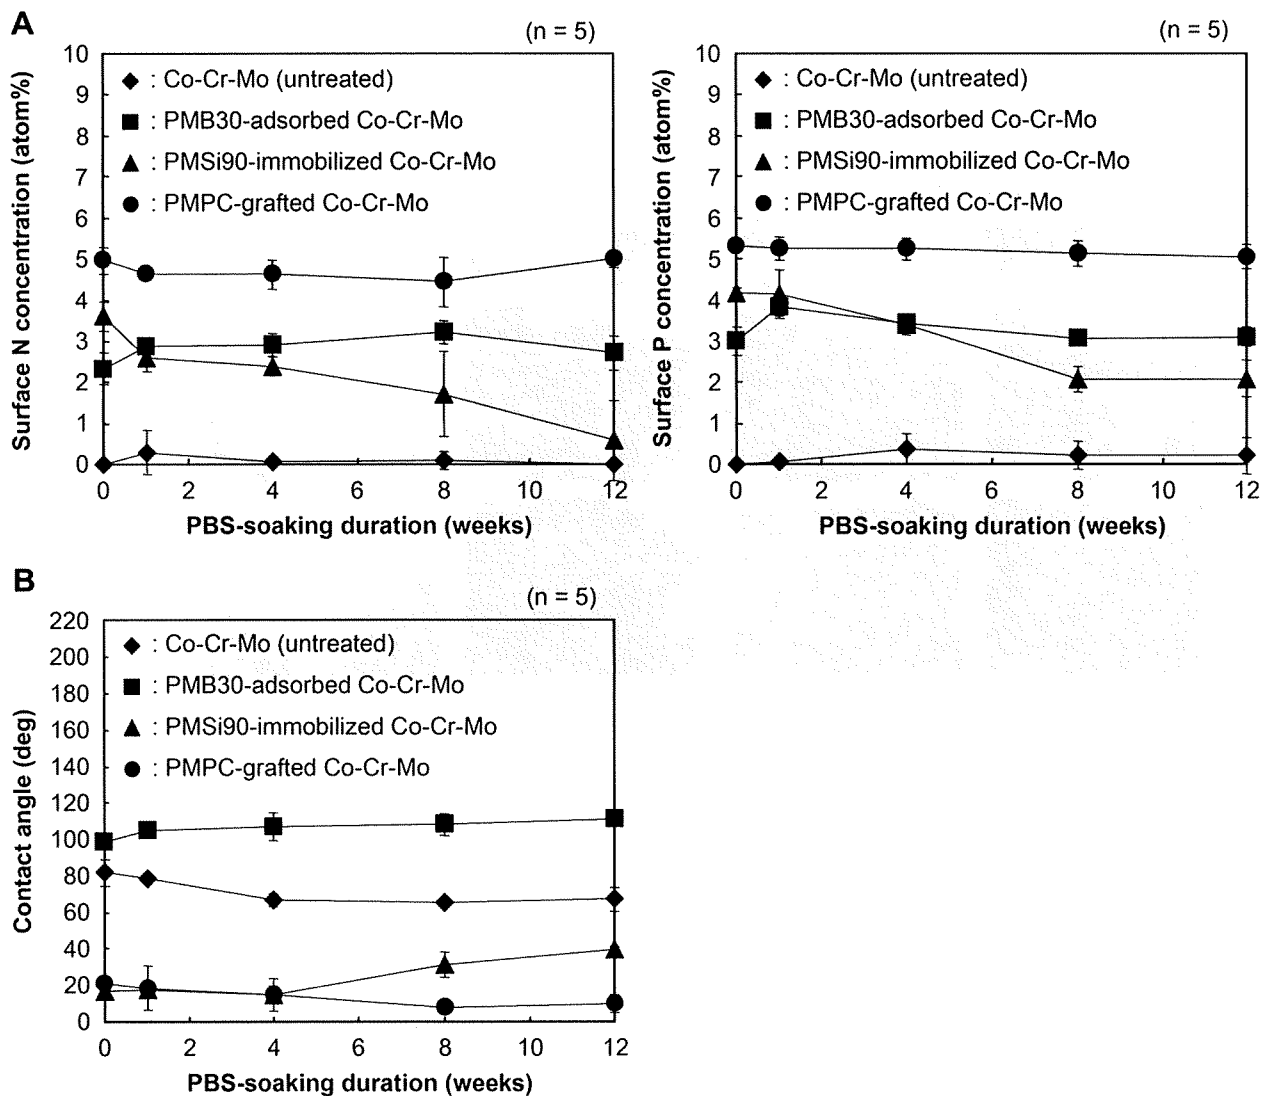 A
(n = 5)
Surface N concentration (atom%)
10
9
8
7
6
5
4
3
2
1
0
◆ : Co-Cr-Mo (untreated)
■ : PMB30-adsorbed Co-Cr-Mo
▲ : PMSi90-immobilized Co-Cr-Mo
● : PMPC-grafted Co-Cr-Mo
0 2 4 6 8 10 12
PBS-soaking duration (weeks)
(n = 5)
Surface P concentration (atom%)
10
9
8
7
6
5
4
3
2
1
0
◆ : Co-Cr-Mo (untreated)
■ : PMB30-adsorbed Co-Cr-Mo
▲ : PMSi90-immobilized Co-Cr-Mo
● : PMPC-grafted Co-Cr-Mo
0 2 4 6 8 10 12
PBS-soaking duration (weeks)
B
(n = 5)
Contact angle (deg)
220
200
180
160
140
120
100
80
60
40
20
0
◆ : Co-Cr-Mo (untreated)
■ : PMB30-adsorbed Co-Cr-Mo
▲ : PMSi90-immobilized Co-Cr-Mo
● : PMPC-grafted Co-Cr-Mo
0 2 4 6 8 10 12
PBS-soaking duration (weeks)